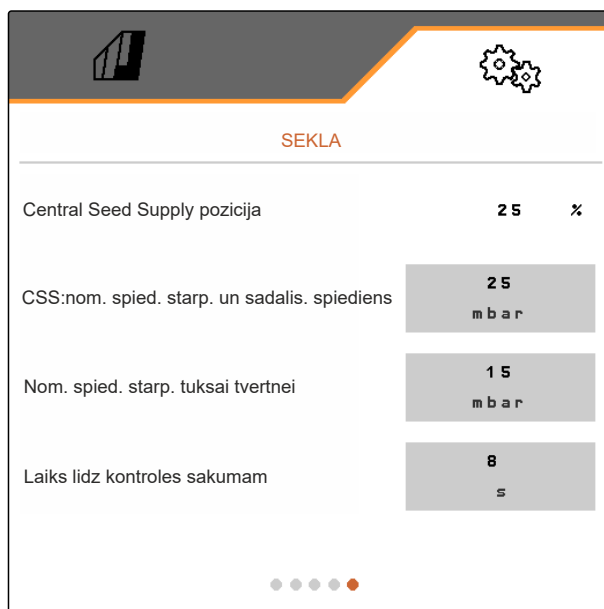 SEKLA
Central Seed Supply pozicija 25 %
CSS:nom. spied. starp. un sadalis. spiediens 25 mbar
Nom. spied. starp. tuksai tvertnei 15 mbar
Laiks lidz kontroles sakumam 8 s